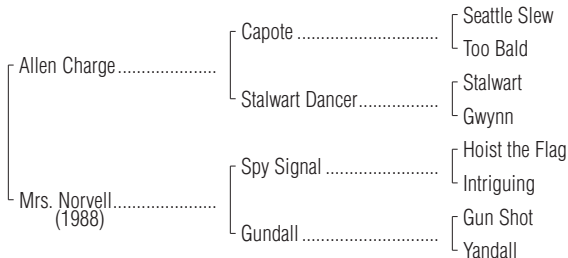 Seattle Slew
Capote ............................
Too Bald
Allen Charge....................
Stalwart
Stalwart Dancer................
Gwynn
Hoist the Flag
Spy Signal .......................
Intriguing
Mrs. Norvell.....................
(1988)
Gun Shot
Gundall ...........................
Yandall